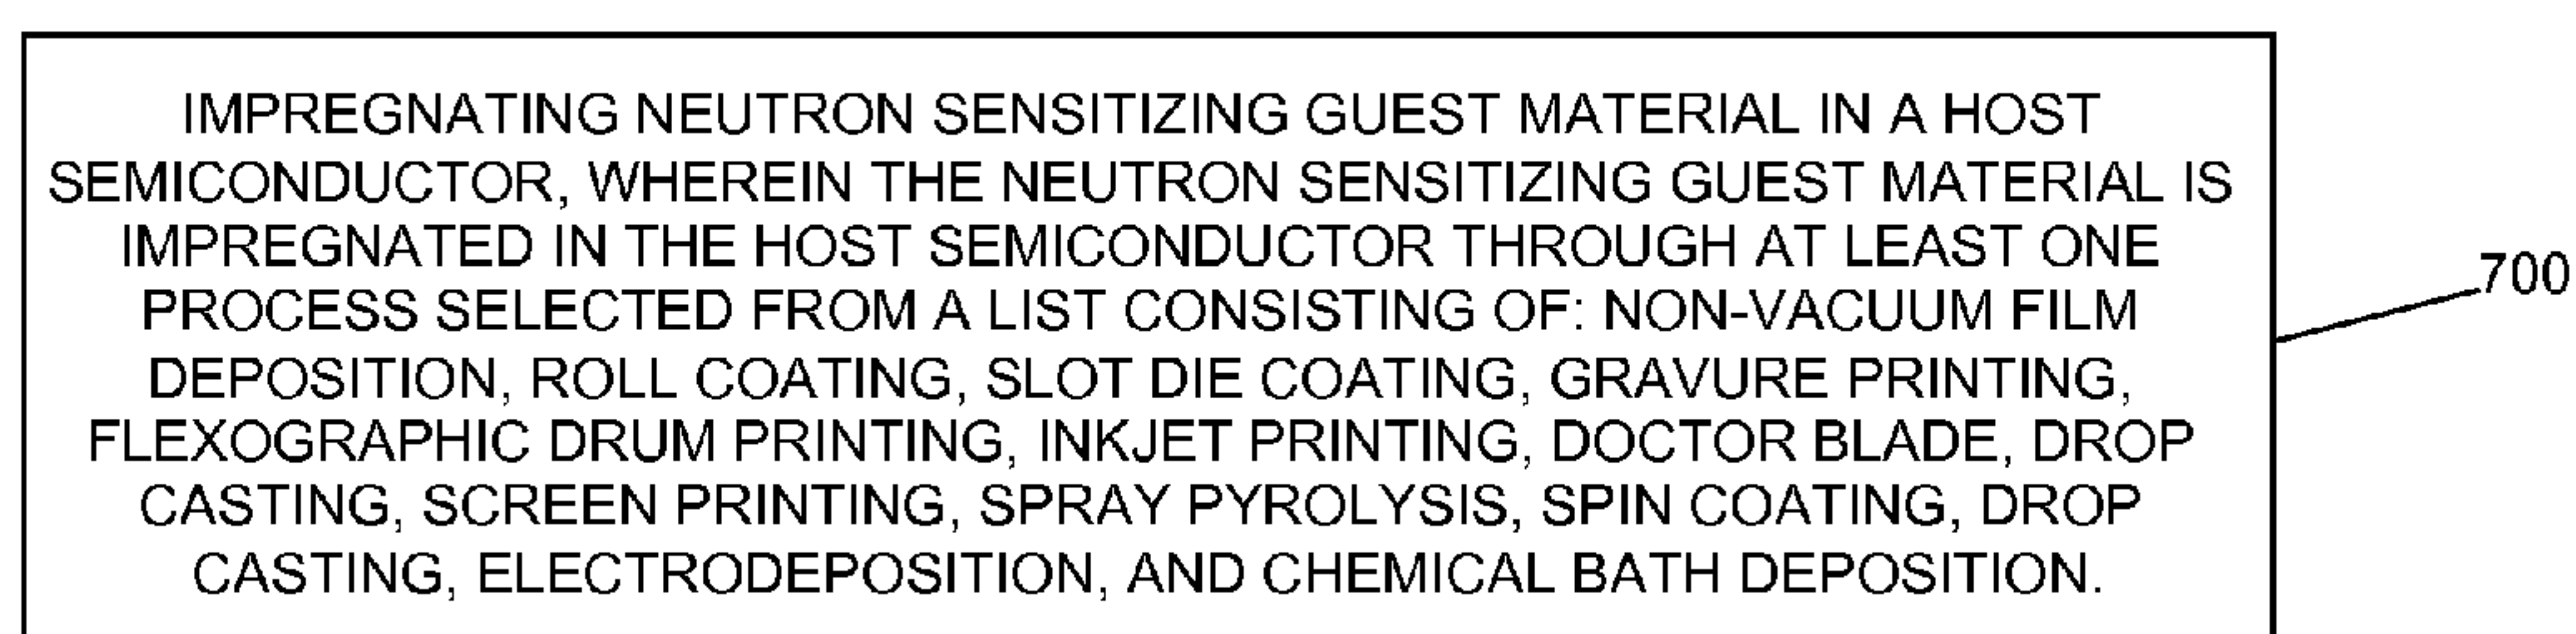 IMPREGNATING NEUTRON SENSITIZING GUEST MATERIAL IN A HOST
SEMICONDUCTOR, WHEREIN THE NEUTRON SENSITIZING GUEST MATERIAL IS
IMPREGNATED IN THE HOST SEMICONDUCTOR THROUGH AT LEAST ONE
PROCESS SELECTED FROM A LIST CONSISTING OF: NON-VACUUM FILM
DEPOSITION, ROLL COATING, SLOT DIE COATING, GRAVURE PRINTING,
FLEXOGRAPHIC DRUM PRINTING, INKJET PRINTING, DOCTOR BLADE, DROP
CASTING, SCREEN PRINTING, SPRAY PYROLYSIS, SPIN COATING, DROP
CASTING, ELECTRODEPOSITION, AND CHEMICAL BATH DEPOSITION.
700